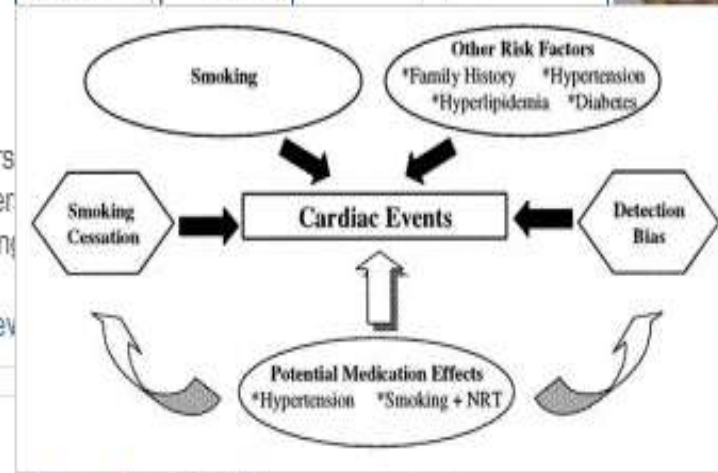 Smoking
Other Risk Factors
*Family History *Hypertension
*Hyperlipidemia *Diabetes
Smoking
Cessation
Cardiac Events
Detection
Bias
Potential Medication Effects
*Hypertension *Smoking + NRT